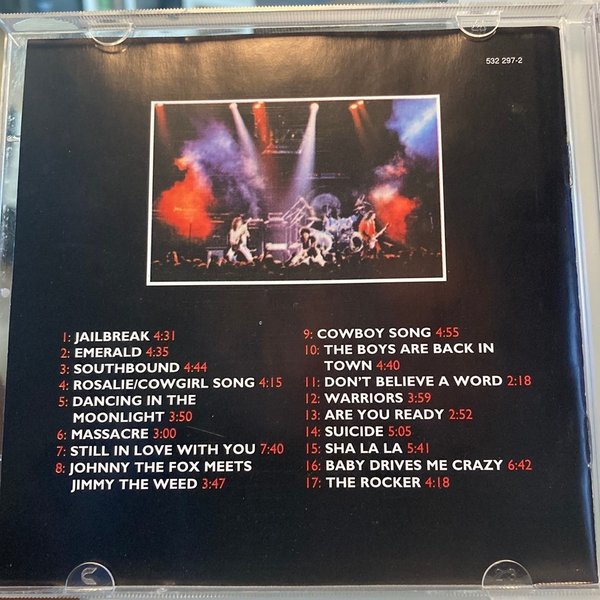 532 297-2
1: JAILBREAK 4:31
2: EMERALD 4:35
3: SOUTHBOUND 4:44
4: ROSALIE/COWGIRL SONG 4:15
5: DANCING IN THE
MOONLIGHT 3:50
6: MASSACRE 3:00
7: STILL IN LOVE WITH YOU 7:40
8: JOHNNY THE FOX MEETS
JIMMY THE WEED 3:47
9: COWBOY SONG 4:55
10: THE BOYS ARE BACK IN
TOWN 4:40
11: DON'T BELIEVE A WORD 2:18
12: WARRIORS 3:59
13: ARE YOU READY 2:52
14: SUICIDE 5:05
15: SHA LA LA 5:41
16: BABY DRIVES ME CRAZY 6:42
17: THE ROCKER 4:18